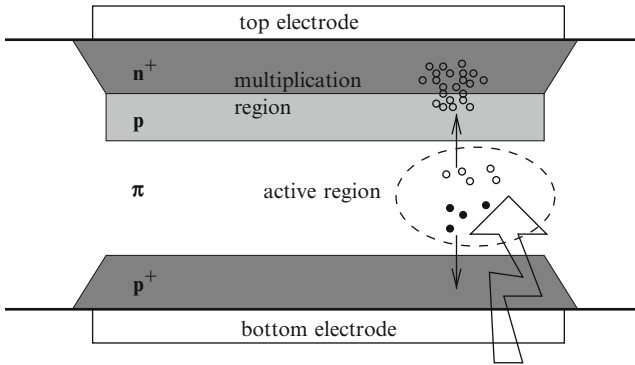 top electrode
n+
multiplication
region
p
π
active region
p+
bottom electrode